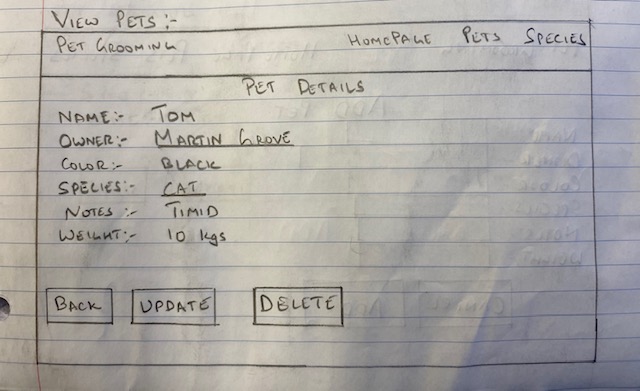 VIEW PETS :-
PET GROOMING HOMEPAGE PETS SPECIES
PET DETAILS
NAME:- TOM
OWNER:- MARTIN GROVE
COLOR:- BLACK
SPECIES:- CAT
NOTES :- TIMID
WEIGHT:- 10 kgs
BACK UPDATE DELETE